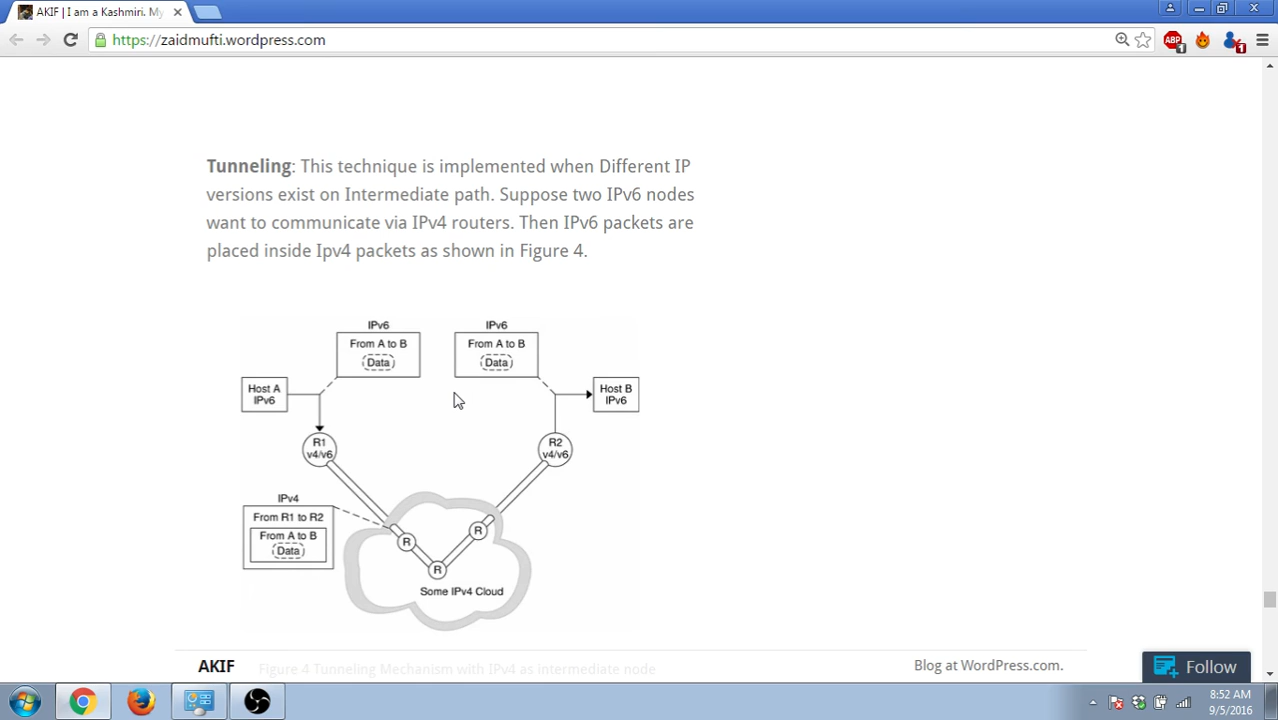 AKIF | I am a Kashmiri. My
https://zaidmufti.wordpress.com
ABP
1
1
Tunneling: This technique is implemented when Different IP
versions exist on Intermediate path. Suppose two IPv6 nodes
want to communicate via IPv4 routers. Then IPv6 packets are
placed inside Ipv4 packets as shown in Figure 4.
IPv6
From A to B
Data
IPv6
From A to B
Data
Host A
IPv6
Host B
IPv6
R1
v4/v6
R2
v4/v6
IPv4
From R1 to R2
From A to B
Data
R
R
R
Some IPv4 Cloud
AKIF
Figure 4 Tunneling Mechanism with IPv4 as intermediate node
Blog at WordPress.com.
Follow
8:52 AM
9/5/2016